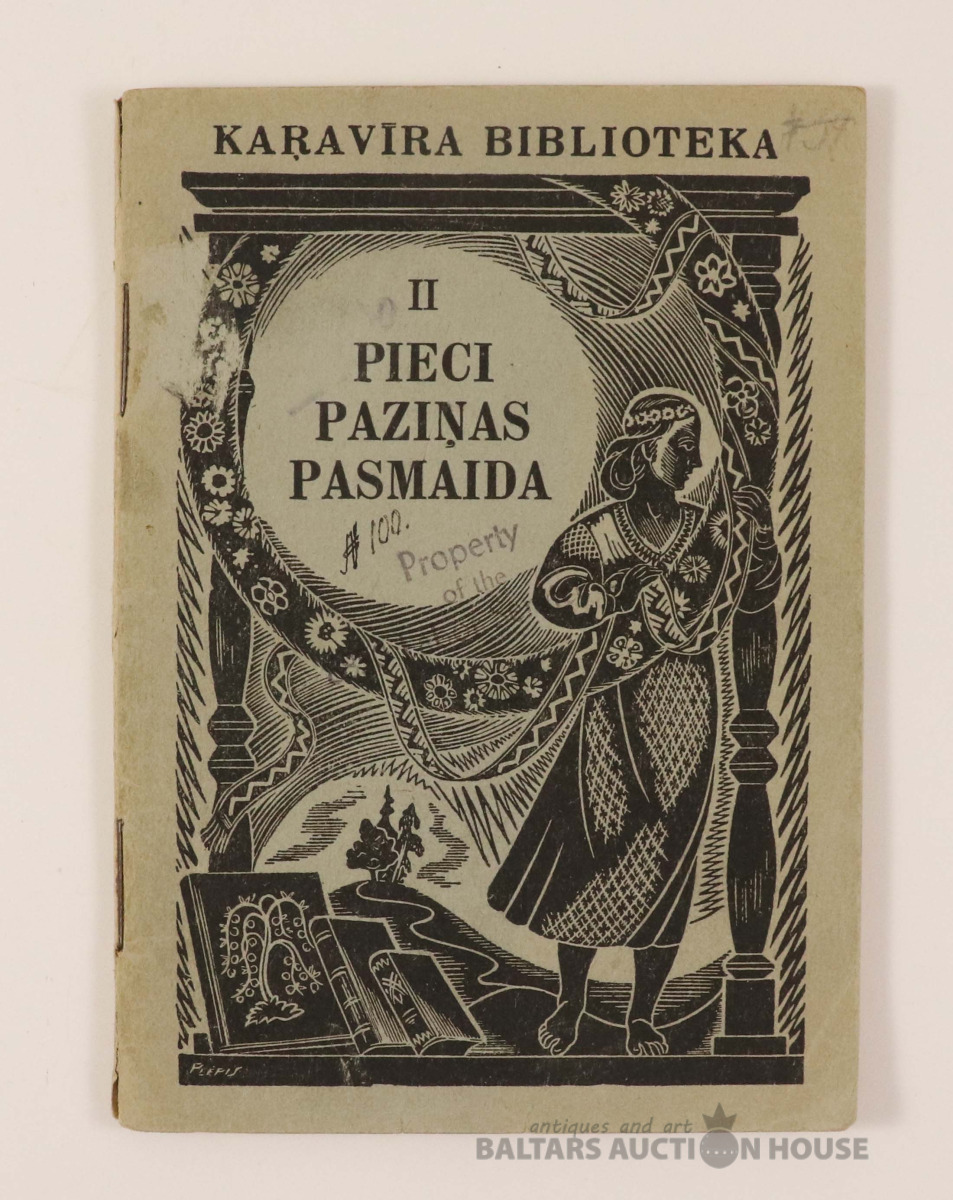 KAŖAVĪRA BIBLIOTEKA
II
PIECI
PAZIŅAS
PASMAIDA
100.
Property
of the
PLĒPIS
antiques and art
BALTARS AUCTION HOUSE